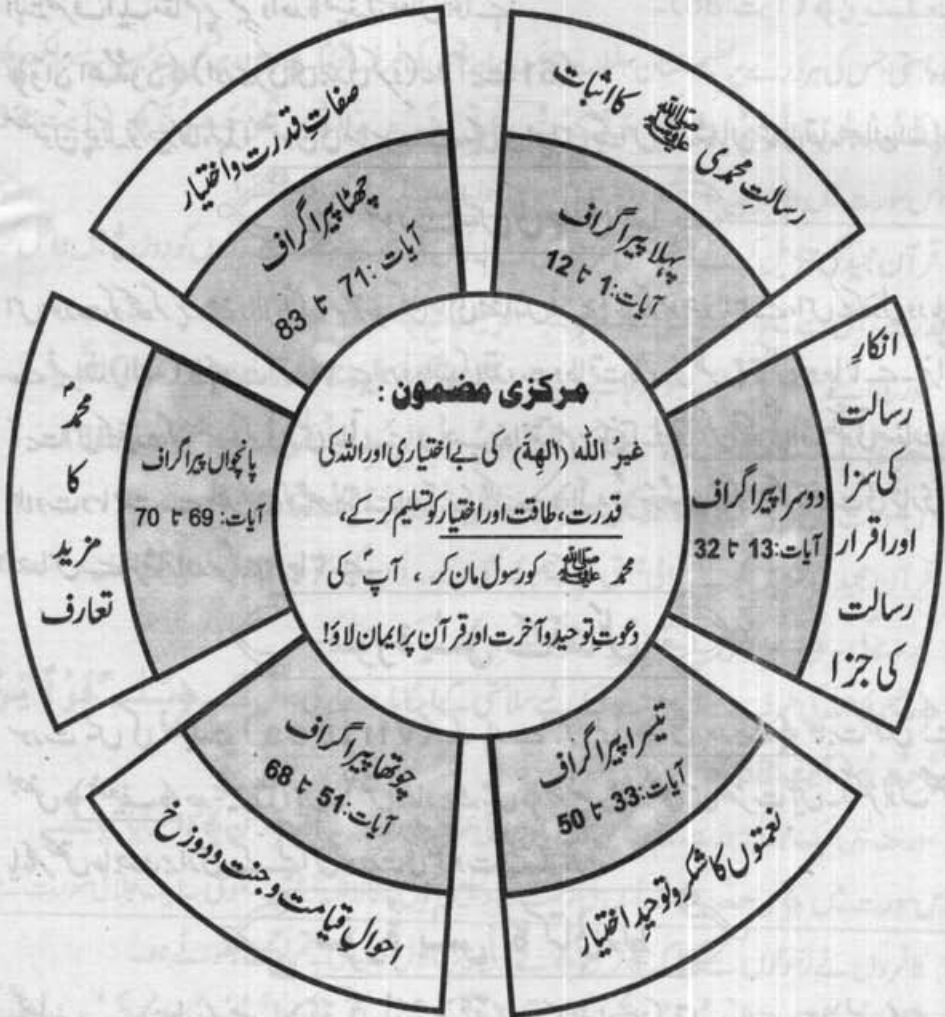 رسالتِ محمدی ﷺ کا اثبات
پہلا پیراگراف
آیات: 1 تا 12
انکارِ
رسالت
کی سزا
اور اقرار
رسالت
کی جزا
دوسرا پیراگراف
آیات: 13 تا 32
نعمتوں کا شکر و توحیدِ اختیار
تیسرا پیراگراف
آیات: 33 تا 50
احوالِ قیامت و جنت و دوزخ
چوتھا پیراگراف
آیات: 51 تا 68
محمدؐ
کا
مزید
تعارف
پانچواں پیراگراف
آیات: 69 تا 70
صفاتِ قدرت و اختیار
چھٹا پیراگراف
آیات: 71 تا 83
مرکزی مضمون :
غیرُ اللہ (الٰھۃ) کی بے اختیاری اور اللہ کی
قدرت، طاقت اور اختیار کو تسلیم کر کے،
محمد ﷺ کو رسول مان کر ، آپؐ کی
دعوتِ توحید و آخرت اور قرآن پر ایمان لاؤ!